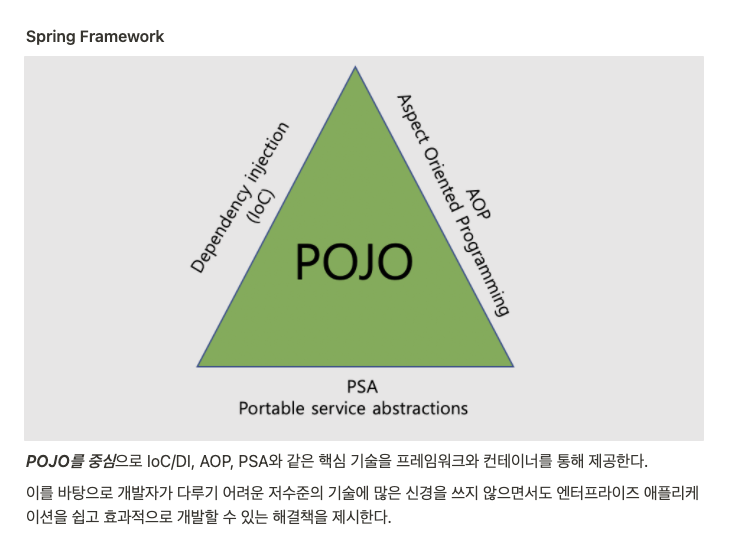 Spring Framework
Dependency injection
(IoC)
AOP
Aspect Oriented Programming
POJO
PSA
Portable service abstractions
POJO를 중심으로 IoC/DI, AOP, PSA와 같은 핵심 기술을 프레임워크와 컨테이너를 통해 제공한다.
이를 바탕으로 개발자가 다루기 어려운 저수준의 기술에 많은 신경을 쓰지 않으면서도 엔터프라이즈 애플리케
이션을 쉽고 효과적으로 개발할 수 있는 해결책을 제시한다.